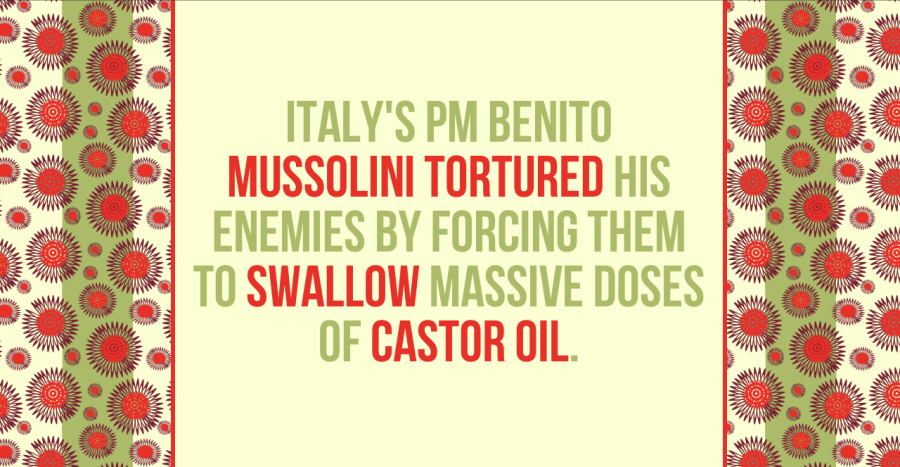 ITALY'S PM BENITO
MUSSOLINI TORTURED HIS
ENEMIES BY FORCING THEM
TO SWALLOW MASSIVE DOSES
OF CASTOR OIL.